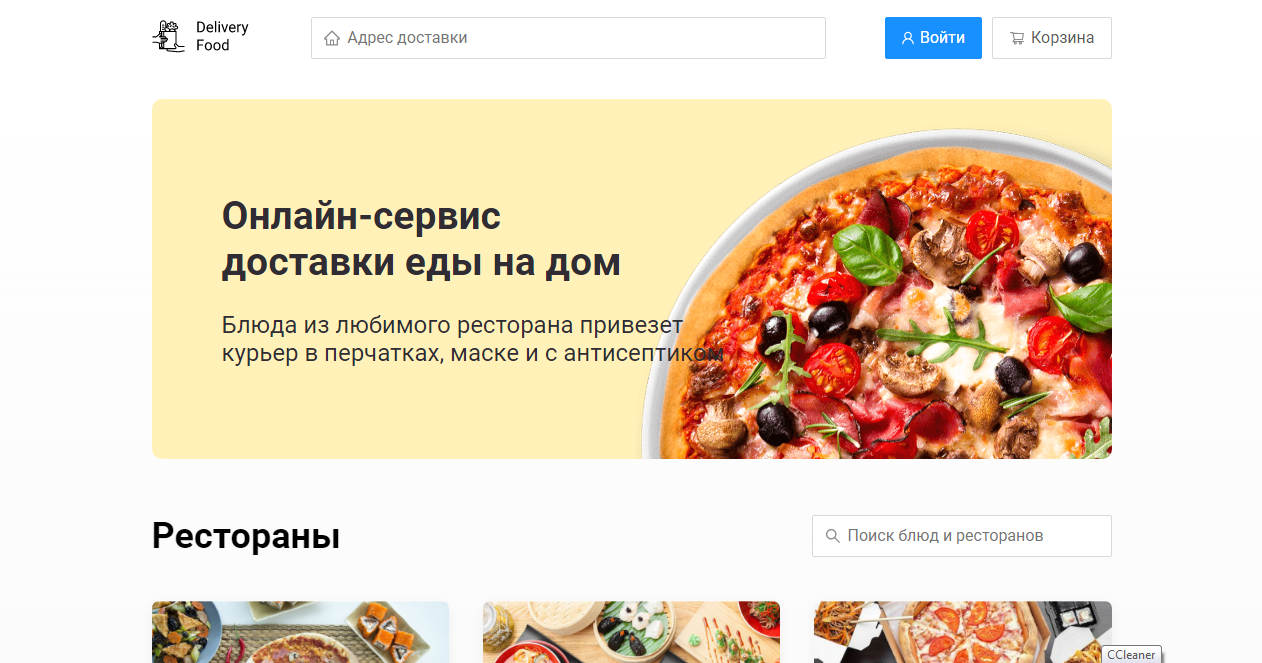 Delivery
Food
Адрес доставки
Войти
Корзина
Онлайн-сервис
доставки еды на дом
Блюда из любимого ресторана привезет
курьер в перчатках, маске и с антисептиком
Рестораны
Поиск блюд и ресторанов
CCleaner